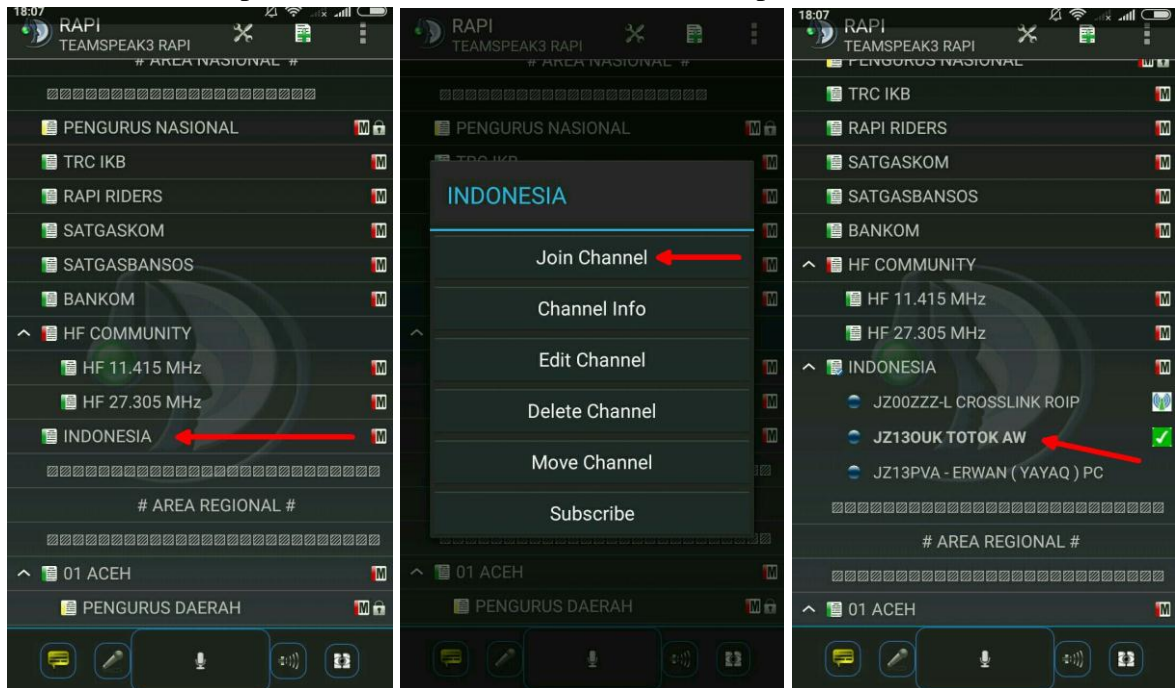 18:07
RAPI
TEAMSPEAK3 RAPI
# AREA NASIONAL #
PENGURUS NASIONAL
TRC IKB
RAPI RIDERS
SATGASKOM
SATGASBANSOS
BANKOM
HF COMMUNITY
HF 11.415 MHz
HF 27.305 MHz
INDONESIA
# AREA REGIONAL #
01 ACEH
PENGURUS DAERAH
RAPI
TEAMSPEAK3 RAPI
# AREA NASIONAL #
PENGURUS NASIONAL
TRC IKB
INDONESIA
Join Channel
Channel Info
Edit Channel
Delete Channel
Move Channel
Subscribe
01 ACEH
PENGURUS DAERAH
18:07
RAPI
TEAMSPEAK3 RAPI
PENGURUS NASIONAL
TRC IKB
RAPI RIDERS
SATGASKOM
SATGASBANSOS
BANKOM
HF COMMUNITY
HF 11.415 MHz
HF 27.305 MHz
INDONESIA
JZ00ZZZ-L CROSSLINK ROIP
JZ13OUK TOTOK AW
JZ13PVA - ERWAN ( YAYAQ ) PC
# AREA REGIONAL #
01 ACEH